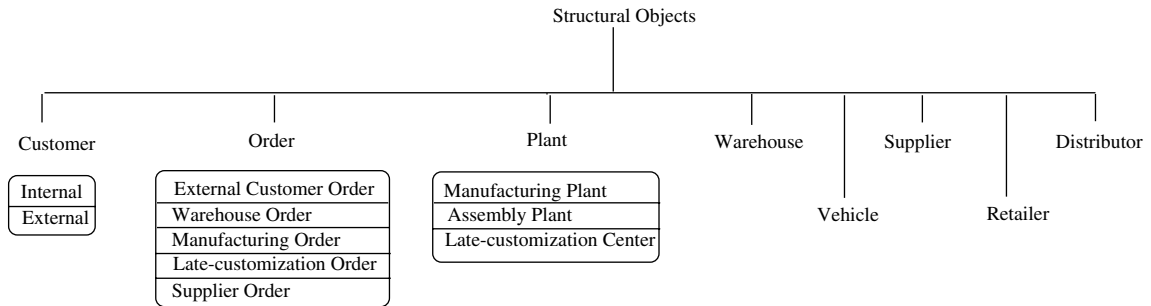 Structural Objects
Customer
Order
Plant
Warehouse
Supplier
Distributor
Vehicle
Retailer
Internal
External
External Customer Order
Warehouse Order
Manufacturing Order
Late-customization Order
Supplier Order
Manufacturing Plant
Assembly Plant
Late-customization Center